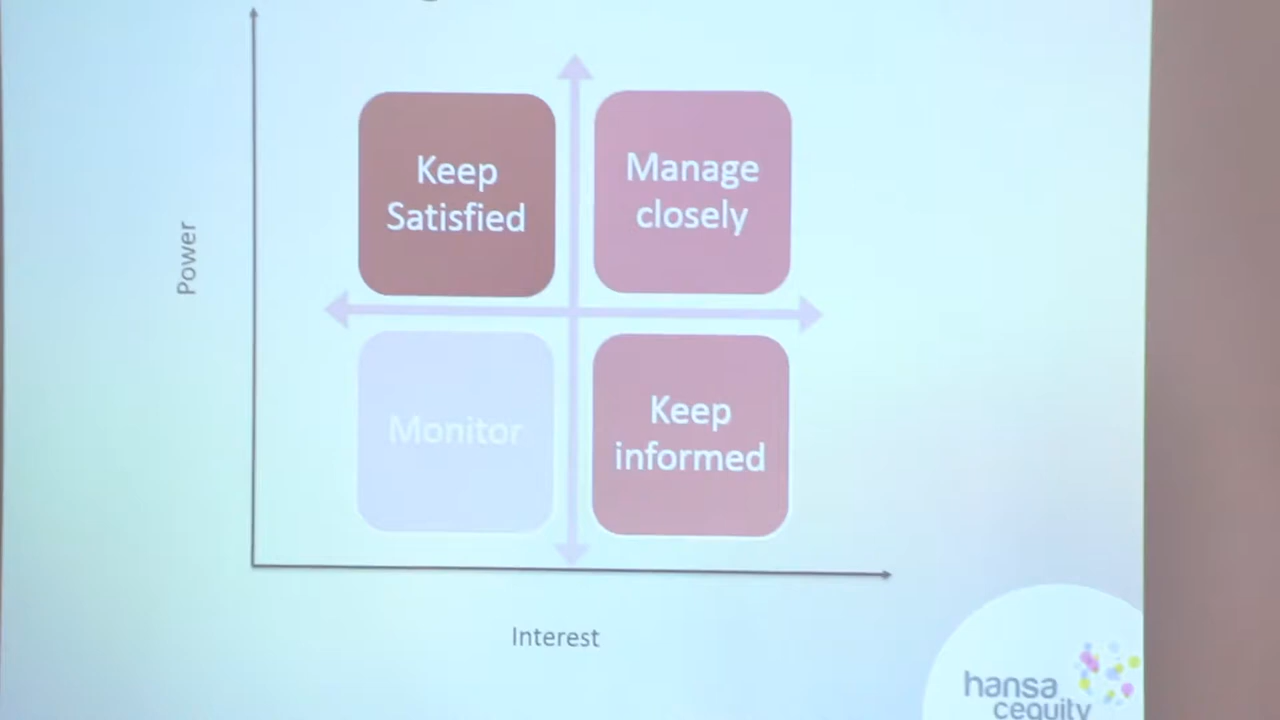 Keep
Satisfied
Manage
closely
Power
Monitor
Keep
informed
Interest
hansa
cequity